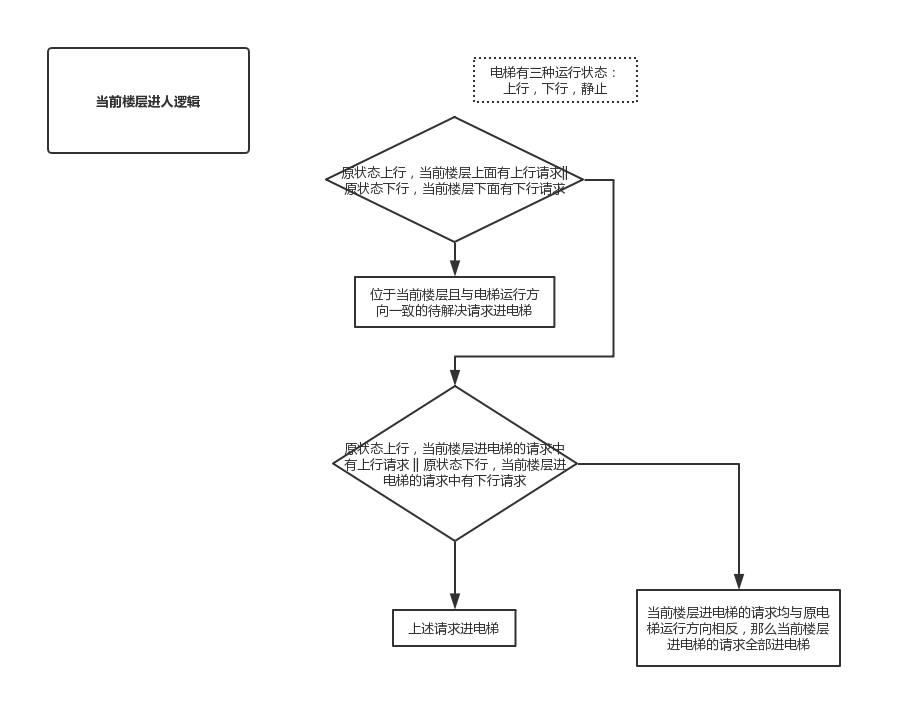 当前楼层进人逻辑
电梯有三种运行状态：
上行，下行，静止
原状态上行，当前楼层上面有上行请求||
原状态下行，当前楼层下面有下行请求
位于当前楼层且与电梯运行方
向一致的待解决请求进电梯
原状态上行，当前楼层进电梯的请求中
有上行请求 || 原状态下行，当前楼层进
电梯的请求中有下行请求
上述请求进电梯
当前楼层进电梯的请求均与原电
梯运行方向相反，那么当前楼层
进电梯的请求全部进电梯